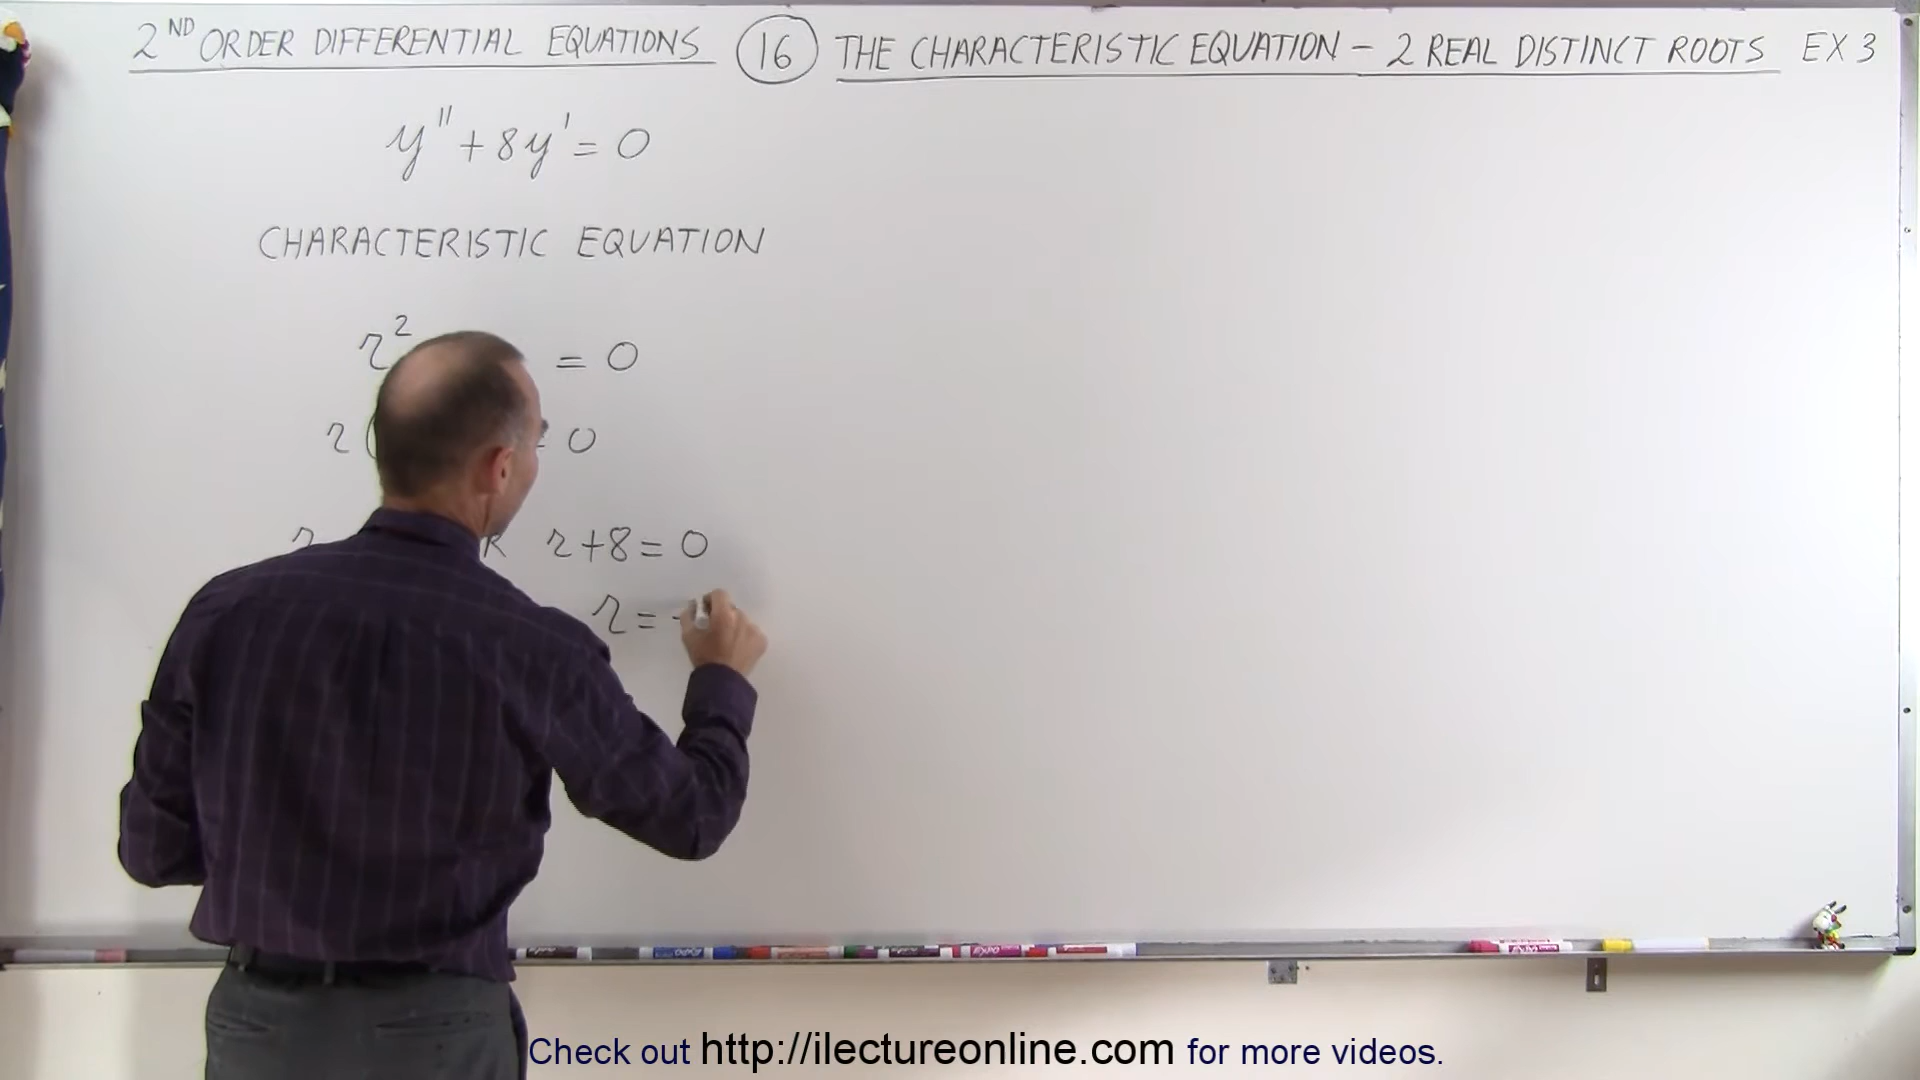 2ND ORDER DIFFERENTIAL EQUATIONS 16 THE CHARACTERISTIC EQUATION - 2 REAL DISTINCT ROOTS EX 3
y'' + 8y' = 0
CHARACTERISTIC EQUATION
r² = 0
r ( = 0
r r + 8 = 0
r = -
Check out http://ilectureonline.com for more videos.